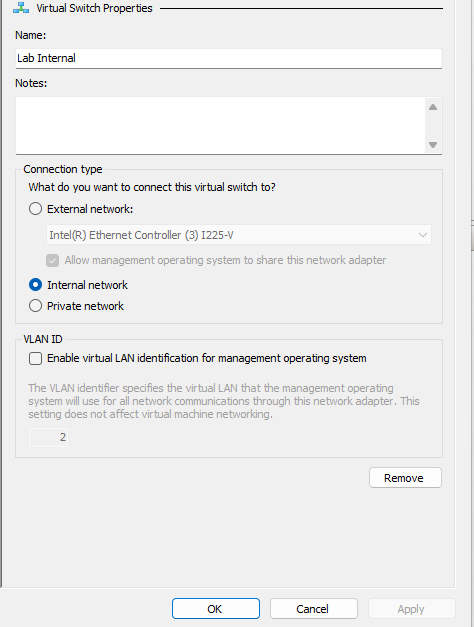 Virtual Switch Properties
Name:
Lab Internal
Notes:
Connection type
What do you want to connect this virtual switch to?
External network:
Intel(R) Ethernet Controller (3) I225-V
Allow management operating system to share this network adapter
Internal network
Private network
VLAN ID
Enable virtual LAN identification for management operating system
The VLAN identifier specifies the virtual LAN that the management operating
system will use for all network communications through this network adapter. This
setting does not affect virtual machine networking.
2
Remove
OK Cancel Apply